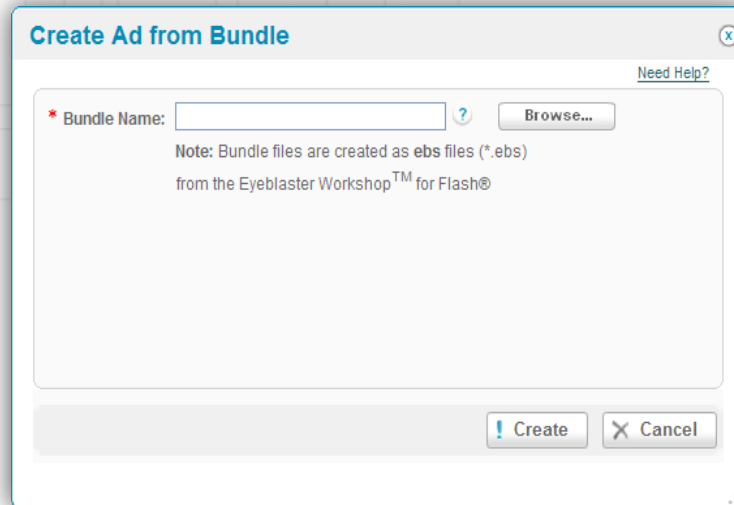 Create Ad from Bundle
x
Need Help?
* Bundle Name:
?
Browse...
Note: Bundle files are created as ebs files (*.ebs)
from the Eyeblaster Workshop™ for Flash®
! Create
X Cancel